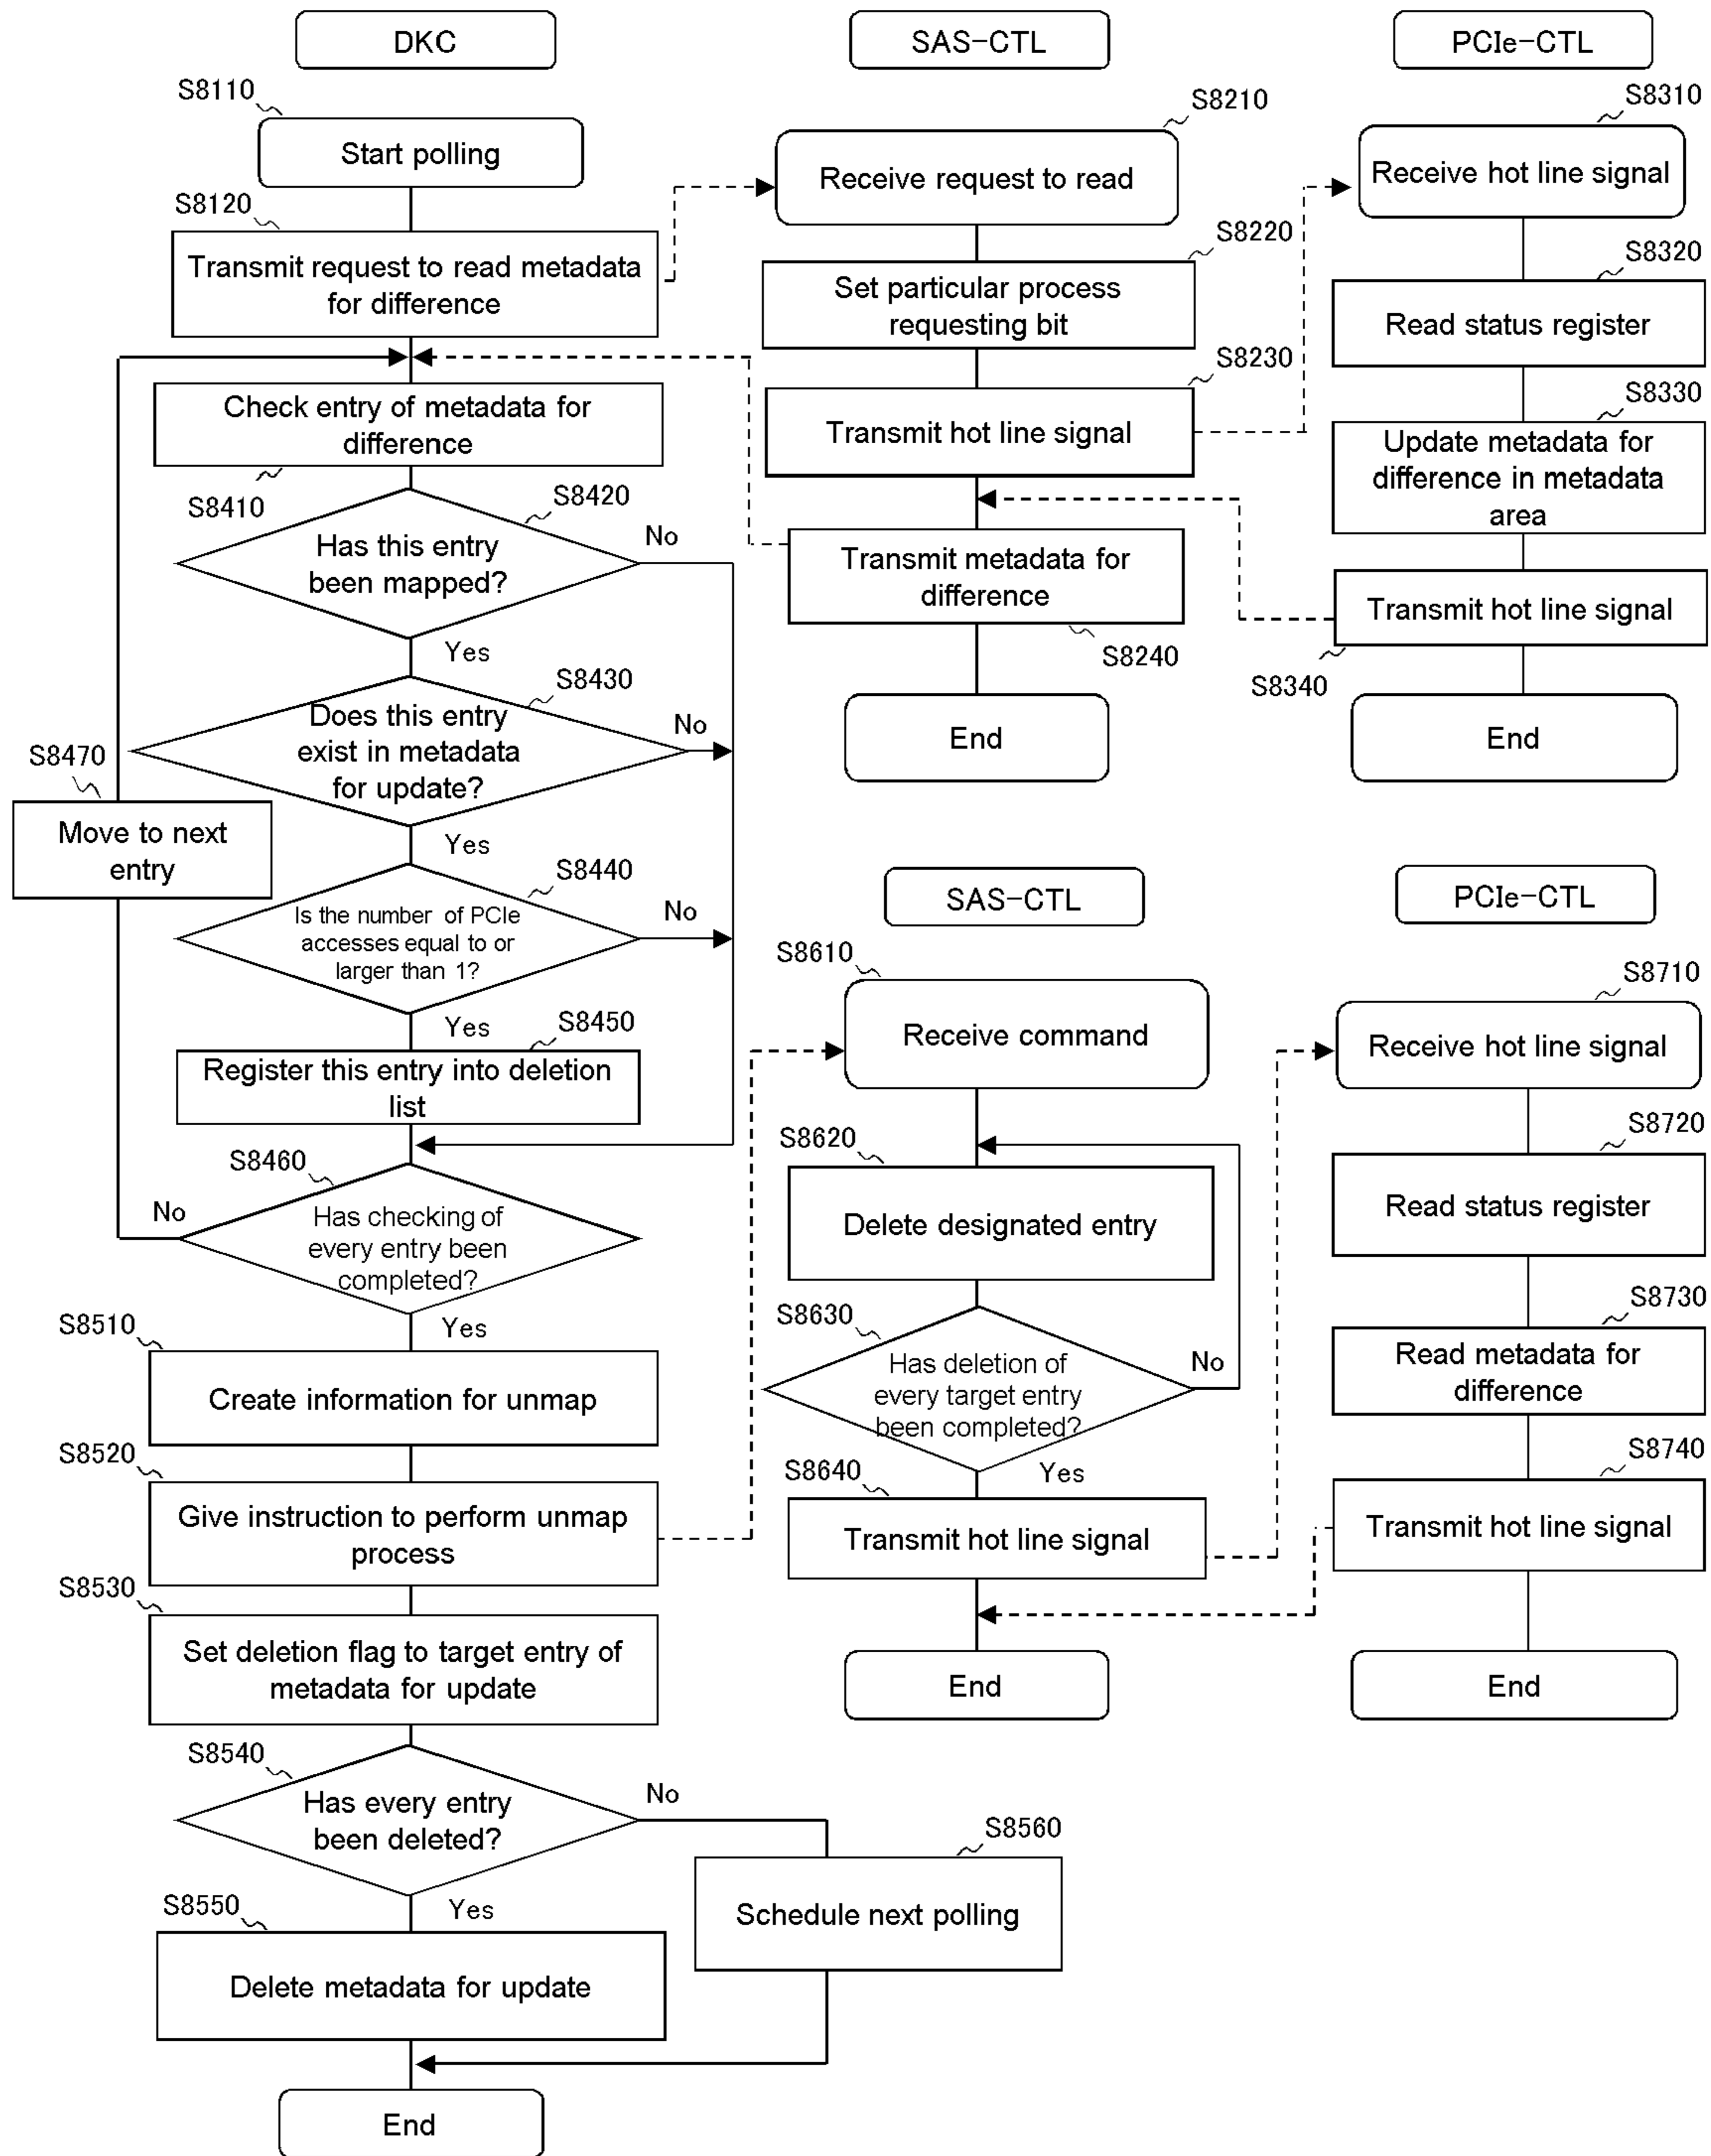 DKC
S8110
Start polling
S8120
Transmit request to read metadata
for difference
Check entry of metadata for
difference
S8410
S8420
Has this entry
been mapped?
No
Yes
S8430
Does this entry
exist in metadata
for update?
No
S8470
Move to next
entry
Yes
S8440
Is the number of PCIe
accesses equal to or
larger than 1?
No
Yes
S8450
Register this entry into deletion
list
S8460
No
Has checking of
every entry been
completed?
Yes
S8510
Create information for unmap
S8520
Give instruction to perform unmap
process
S8530
Set deletion flag to target entry of
metadata for update
S8540
Has every entry
been deleted?
No
S8560
Schedule next polling
Yes
S8550
Delete metadata for update
End
SAS-CTL
S8210
Receive request to read
S8220
Set particular process
requesting bit
S8230
Transmit hot line signal
Transmit metadata for
difference
S8240
End
PCIe-CTL
S8310
Receive hot line signal
S8320
Read status register
S8330
Update metadata for
difference in metadata
area
Transmit hot line signal
S8340
End
SAS-CTL
S8610
Receive command
S8620
Delete designated entry
S8630
Has deletion of
every target entry
been completed?
No
Yes
S8640
Transmit hot line signal
End
PCIe-CTL
S8710
Receive hot line signal
S8720
Read status register
S8730
Read metadata for
difference
S8740
Transmit hot line signal
End